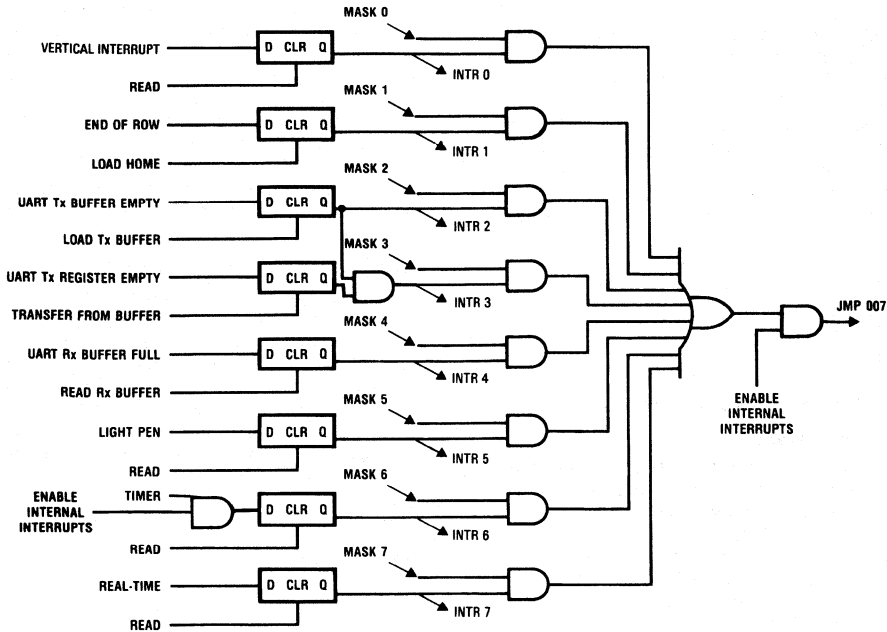 MASK 0
VERTICAL INTERRUPT
D CLR Q
INTR 0
READ
MASK 1
END OF ROW
D CLR Q
INTR 1
LOAD HOME
MASK 2
UART Tx BUFFER EMPTY
D CLR Q
INTR 2
LOAD Tx BUFFER
MASK 3
UART Tx REGISTER EMPTY
D CLR Q
INTR 3
TRANSFER FROM BUFFER
JMP 007
MASK 4
UART Rx BUFFER FULL
D CLR Q
INTR 4
READ Rx BUFFER
ENABLE
INTERNAL
INTERRUPTS
MASK 5
LIGHT PEN
D CLR Q
INTR 5
READ
MASK 6
TIMER
ENABLE
INTERNAL
INTERRUPTS
D CLR Q
INTR 6
READ
MASK 7
REAL-TIME
D CLR Q
INTR 7
READ